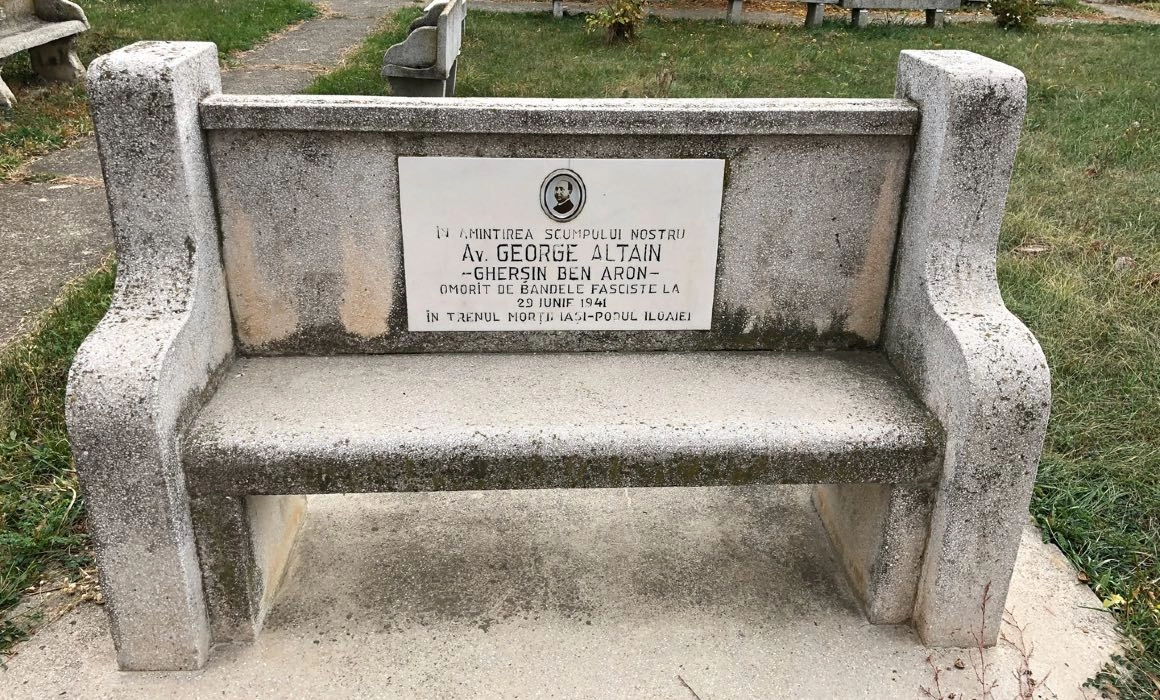 ÎN AMINTIREA SCUMPULUI NOSTRU
Av. GEORGE ALTAIN
-GHERȘIN BEN ARON-
OMORÎT DE BANDELE FASCISTE LA
29 IUNIE 1941
ÎN TRENUL MORȚII IAȘI-PODUL ILOAIEI